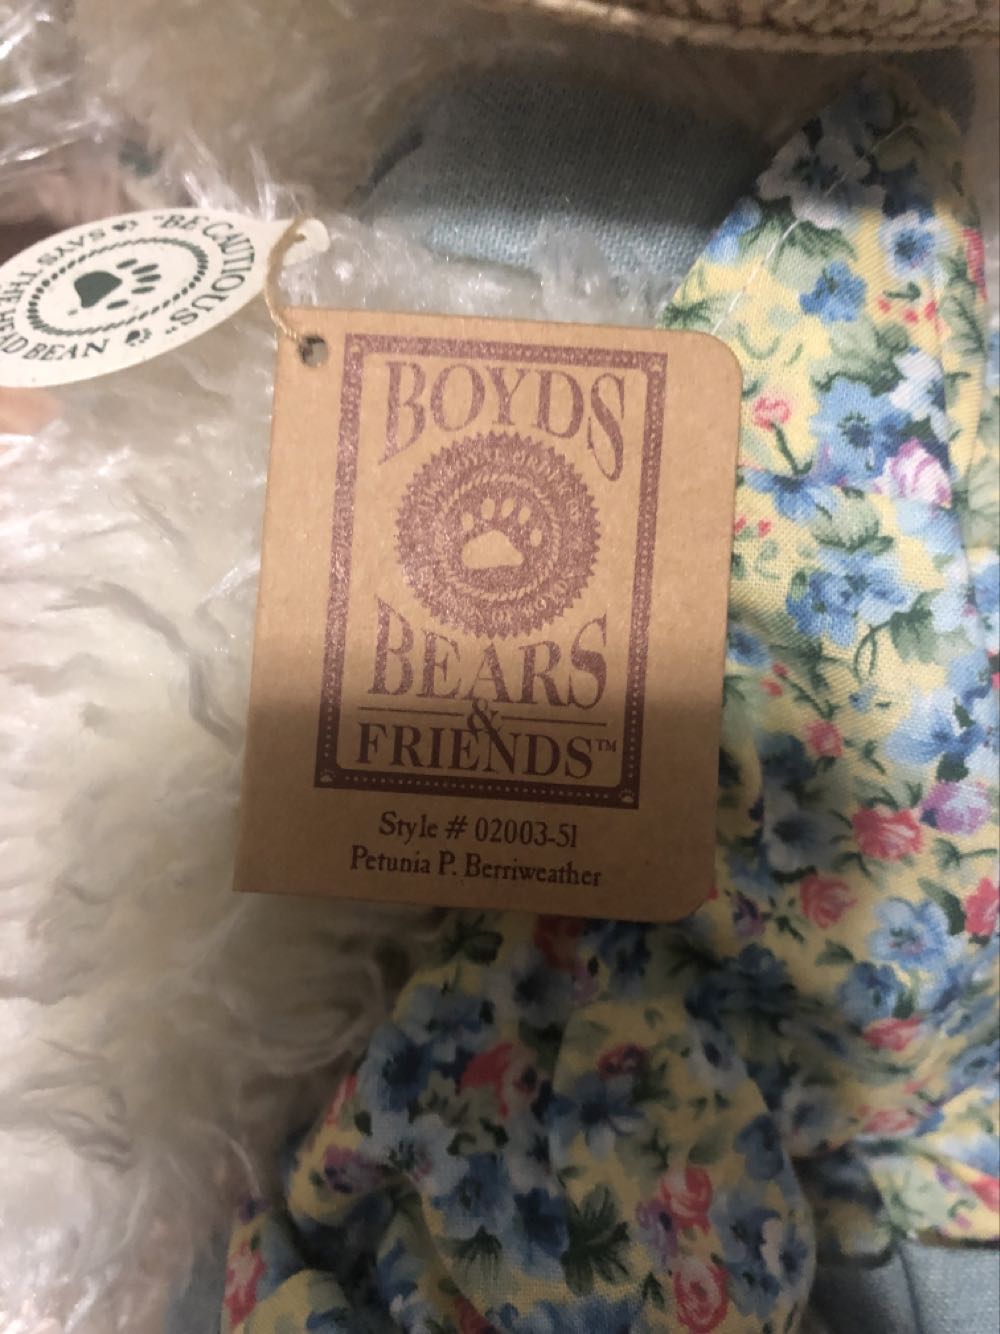 "BE CAUTIOUS"
SAYS THE HEAD BEAN
BOYDS
BEARS
&
FRIENDS™
Style # 02003-51
Petunia P. Berriweather